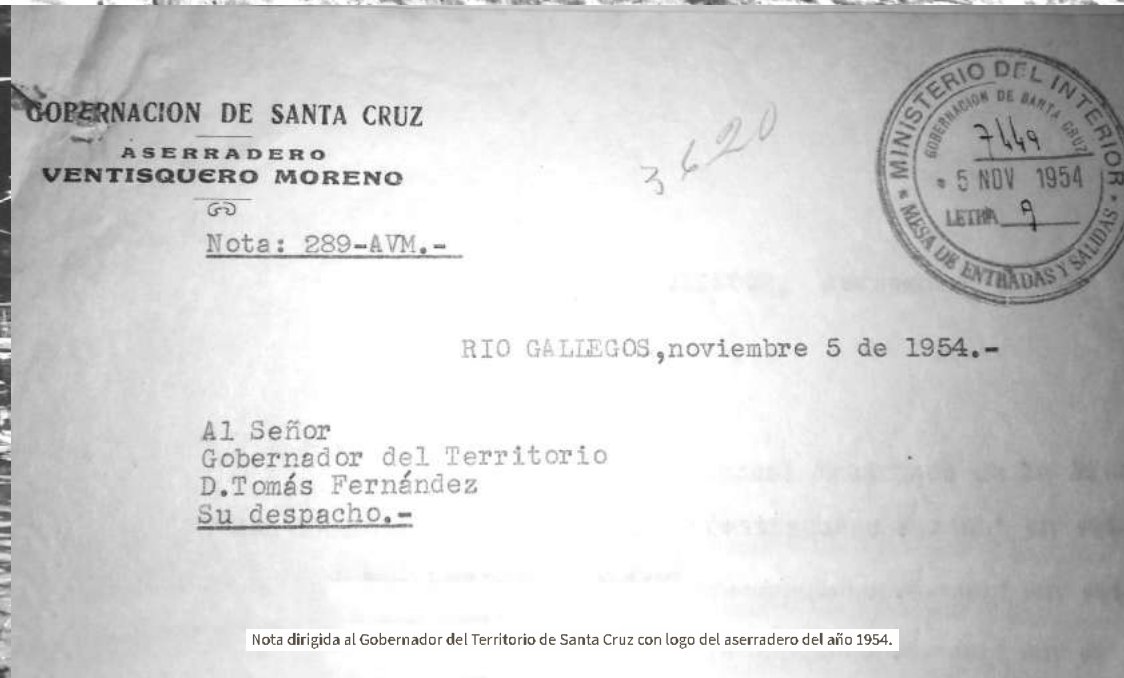 GOBERNACION DE SANTA CRUZ
ASERRADERO
VENTISQUERO MORENO
Nota: 289-AVM.-
3620
MINISTERIO DEL INTERIOR
GOBERNACION DE SANTA CRUZ
7449
5 NOV 1954
LETRA
MESA DE ENTRADAS Y SALIDAS
RIO GALLEGOS,noviembre 5 de 1954.-
Al Señor
Gobernador del Territorio
D.Tomás Fernández
Su despacho.-
Nota dirigida al Gobernador del Territorio de Santa Cruz con logo del aserradero del año 1954.